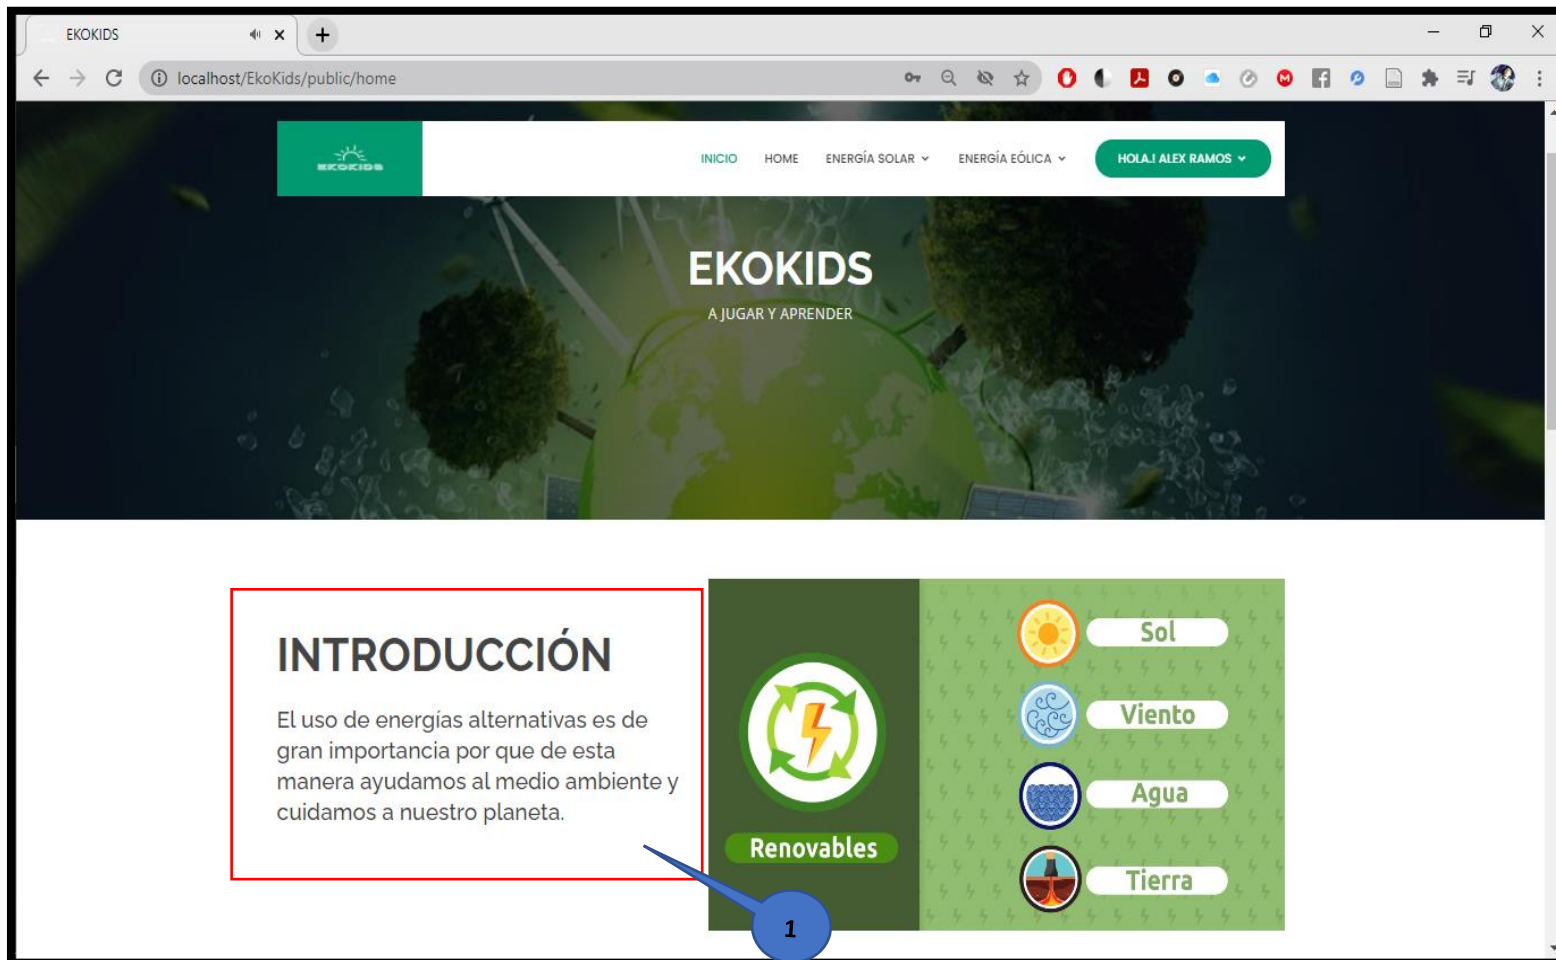 EKOKIDS
localhost/EkoKids/public/home
EKOKIDS
INICIO HOME ENERGÍA SOLAR ENERGÍA EÓLICA HOLA.! ALEX RAMOS
EKOKIDS
A JUGAR Y APRENDER
INTRODUCCIÓN
El uso de energías alternativas es de
gran importancia por que de esta
manera ayudamos al medio ambiente y
cuidamos a nuestro planeta.
Renovables
Sol
Viento
Agua
Tierra
1